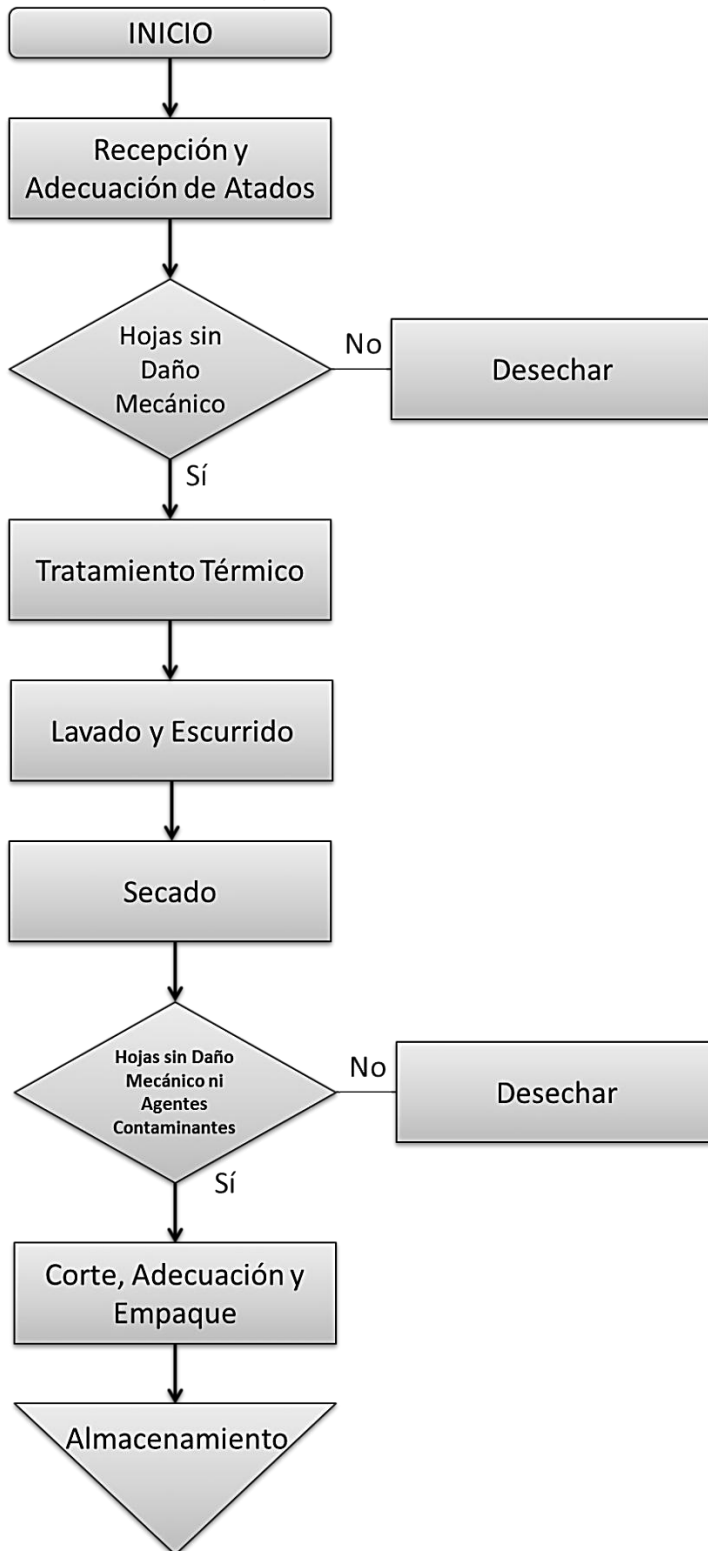 INICIO
Recepción y
Adecuación de Atados
Hojas sin
Daño
Mecánico
No
Desechar
Sí
Tratamiento Térmico
Lavado y Escurrido
Secado
Hojas sin Daño
Mecánico ni
Agentes
Contaminantes
No
Desechar
Sí
Corte, Adecuación y
Empaque
Almacenamiento